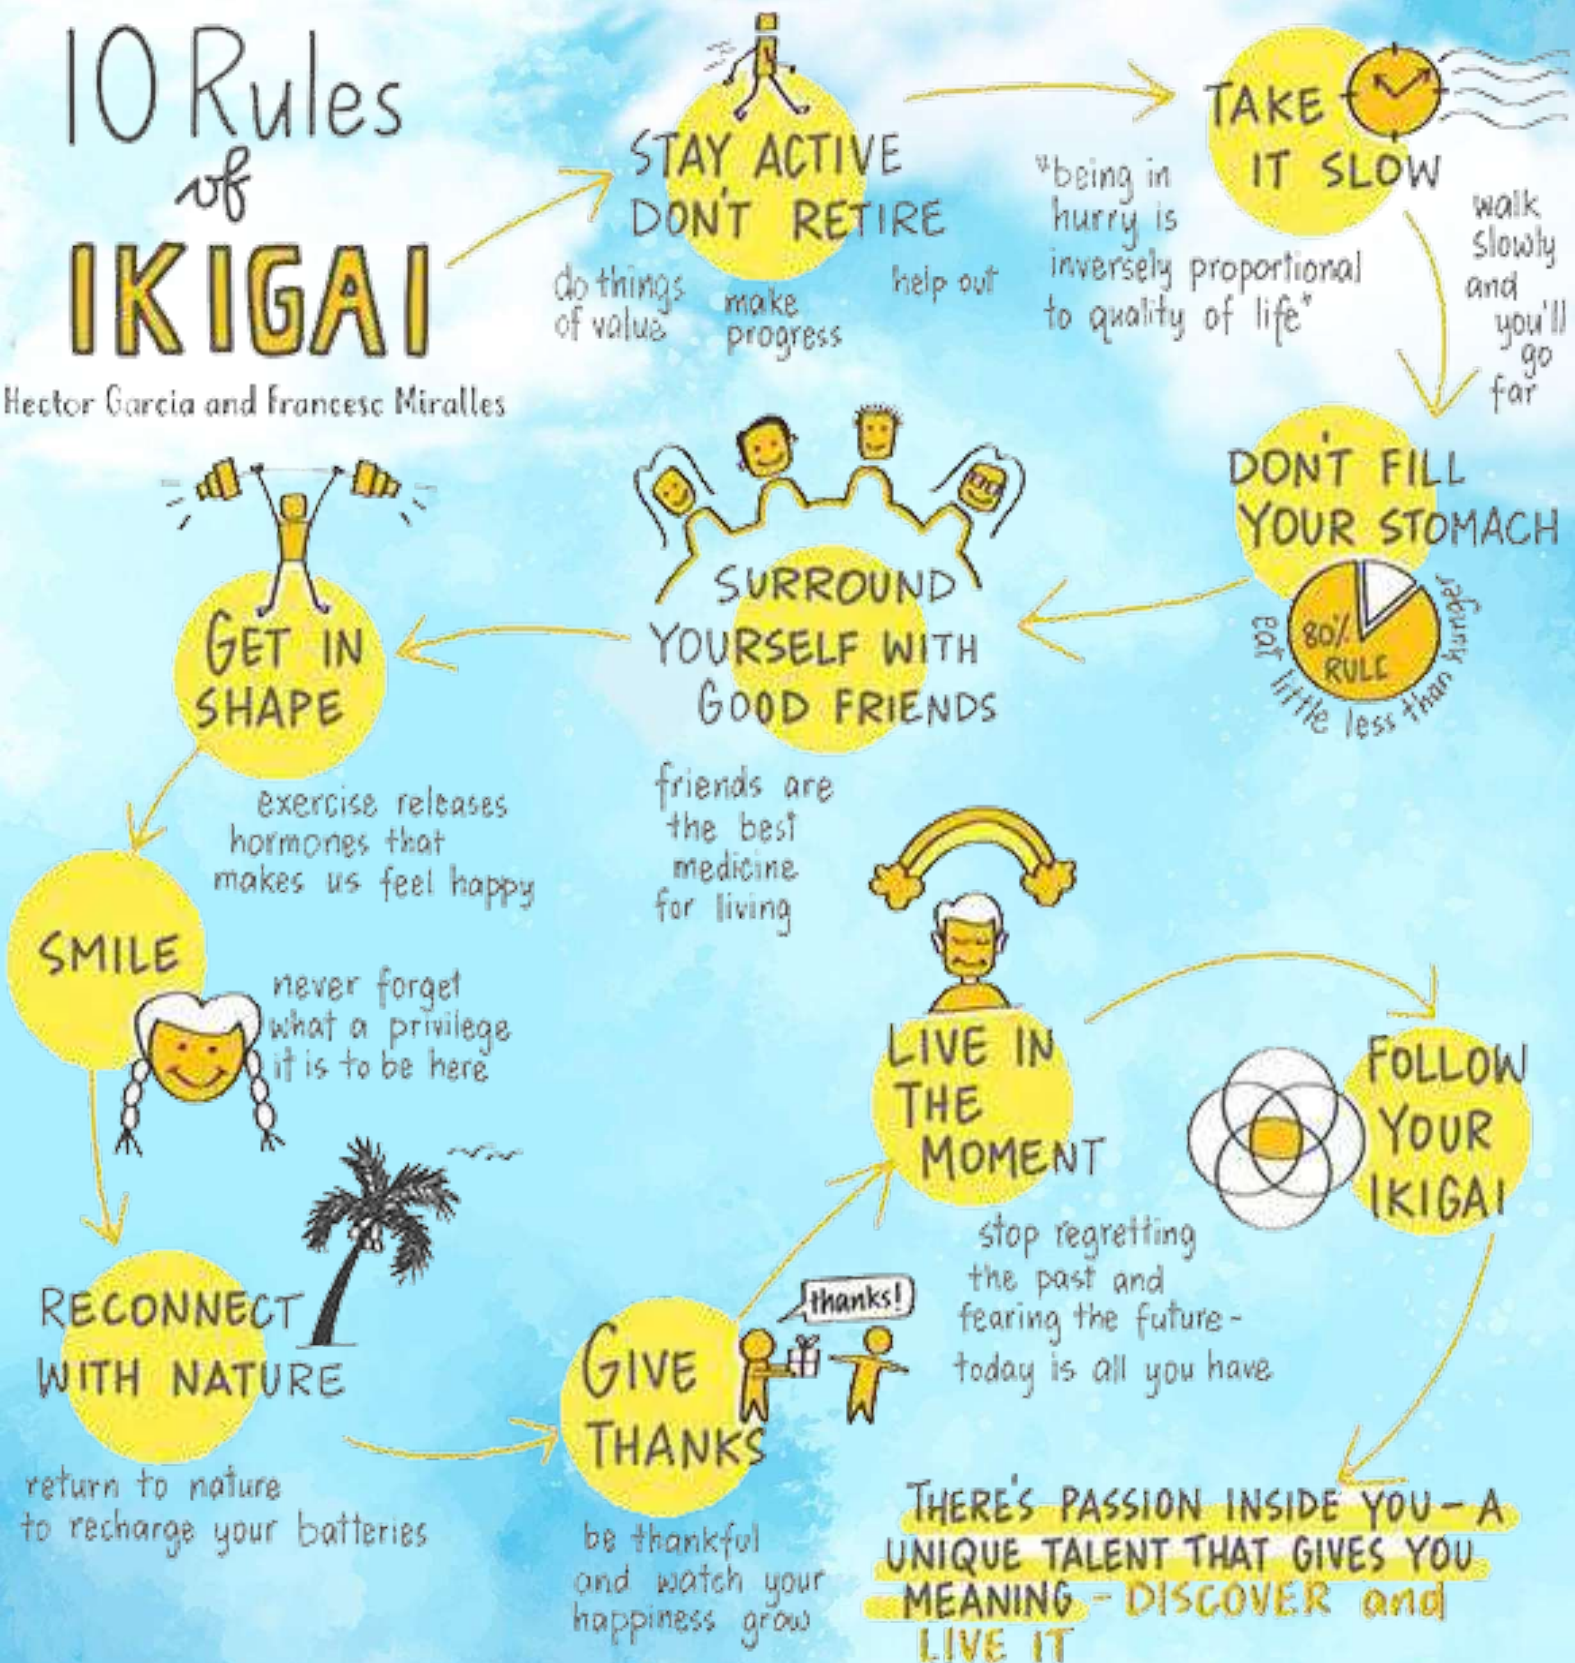 10 Rules
of
IKIGAI
Hector Garcia and Francesc Miralles
STAY ACTIVE
DON'T RETIRE
do things
of value
make
progress
help out
TAKE
IT SLOW
"being in
hurry is
inversely proportional
to quality of life"
walk
slowly
and
you'll
go
far
DON'T FILL
YOUR STOMACH
80%
RULE
eat little less than hunger
SURROUND
YOURSELF WITH
GOOD FRIENDS
friends are
the best
medicine
for living
GET IN
SHAPE
exercise releases
hormones that
makes us feel happy
SMILE
never forget
what a privilege
it is to be here
RECONNECT
WITH NATURE
return to nature
to recharge your batteries
GIVE
THANKS
thanks!
be thankful
and watch your
happiness grow
LIVE IN
THE
MOMENT
stop regretting
the past and
fearing the future -
today is all you have
FOLLOW
YOUR
IKIGAI
THERE'S PASSION INSIDE YOU - A
UNIQUE TALENT THAT GIVES YOU
MEANING - DISCOVER and
LIVE IT